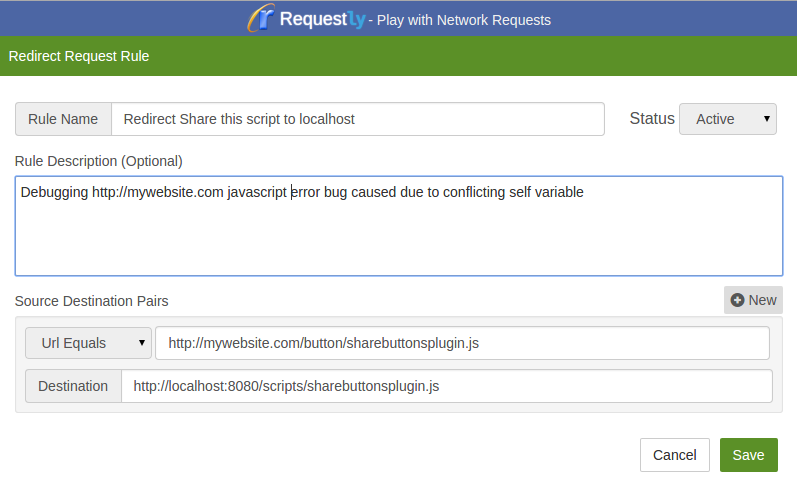 Requestly - Play with Network Requests
Redirect Request Rule
Rule Name Redirect Share this script to localhost Status Active
Rule Description (Optional)
Debugging http://mywebsite.com javascript error bug caused due to conflicting self variable
Source Destination Pairs New
Url Equals http://mywebsite.com/button/sharebuttonsplugin.js
Destination http://localhost:8080/scripts/sharebuttonsplugin.js
Cancel Save